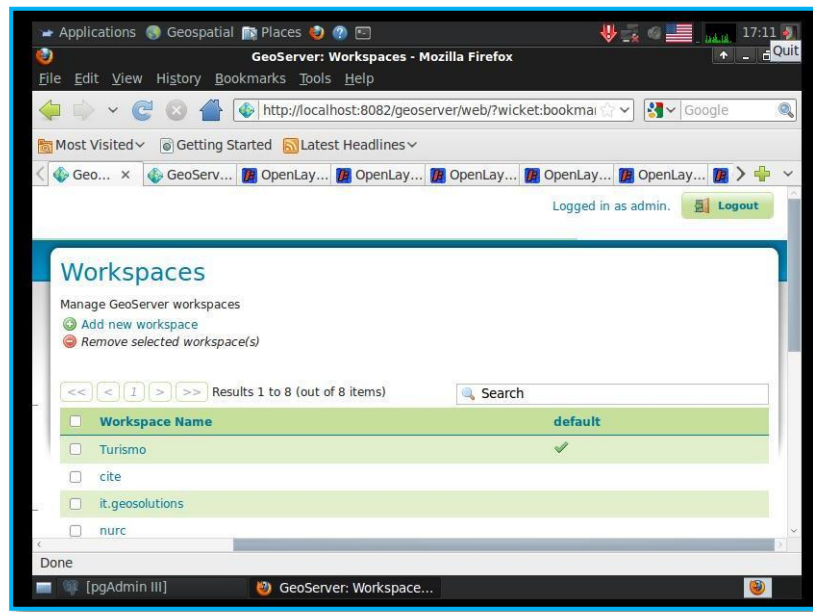 Applications Geospatial Places 17:11
Quit
GeoServer: Workspaces - Mozilla Firefox
File Edit View History Bookmarks Tools Help
http://localhost:8082/geoserver/web/?wicket:bookmar Google
Most Visited Getting Started Latest Headlines
Geo... GeoServ... OpenLay... OpenLay... OpenLay... OpenLay... OpenLay...
Logged in as admin. Logout
Workspaces
Manage GeoServer workspaces
Add new workspace
Remove selected workspace(s)
<< < 1 > >> Results 1 to 8 (out of 8 items) Search
Workspace Name default
Turismo
cite
it.geosolutions
nurc
Done
[pgAdmin III] GeoServer: Workspace...